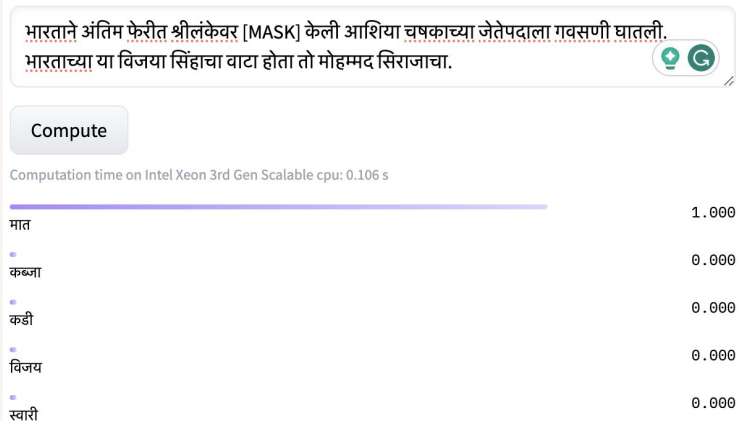 भारताने अंतिम फेरीत श्रीलंकेवर [MASK] केली आशिया चषकाच्या जेतेपदाला गवसणी घातली.
भारताच्या या विजया सिंहाचा वाटा होता तो मोहम्मद सिराजाचा.
Compute
Computation time on Intel Xeon 3rd Gen Scalable cpu: 0.106 s
1.000
मात
0.000
कब्जा
0.000
कडी
0.000
विजय
0.000
स्वारी